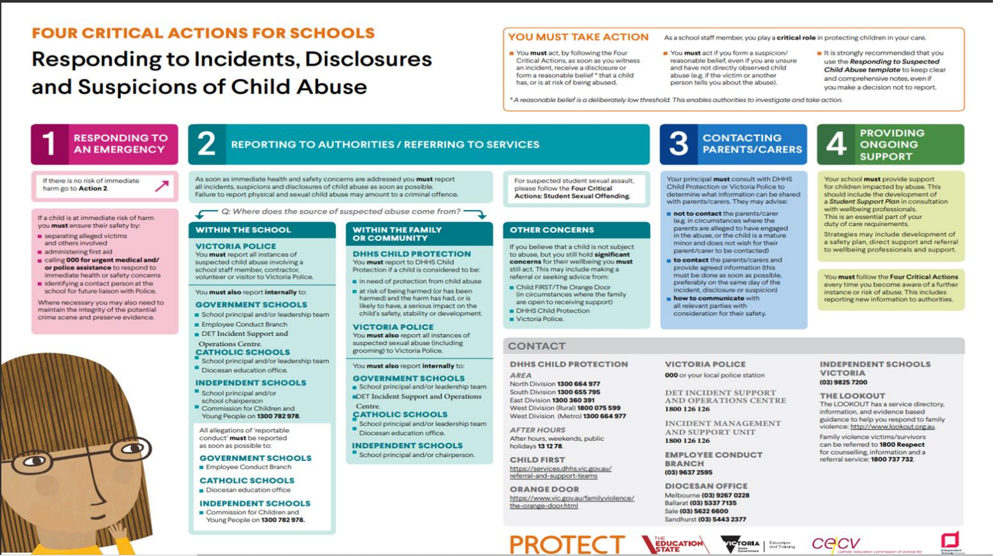 FOUR CRITICAL ACTIONS FOR SCHOOLS
Responding to Incidents, Disclosures
and Suspicions of Child Abuse
YOU MUST TAKE ACTION
As a school staff member, you play a critical role in protecting children in your care.
You must act, by following the Four
Critical Actions, as soon as you witness
an incident, receive a disclosure or
form a reasonable belief * that a child
has, or is at risk of being abused.
You must act if you form a suspicion/
reasonable belief, even if you are unsure
and have not directly observed child
abuse (e.g. if the victim or another
person tells you about the abuse).
It is strongly recommended that you
use the Responding to Suspected
Child Abuse template to keep clear
and comprehensive notes, even if
you make a decision not to report.
* A reasonable belief is a deliberately low threshold. This enables authorities to investigate and take action.
1
RESPONDING TO
AN EMERGENCY
If there is no risk of immediate
harm go to Action 2.
If a child is at immediate risk of harm
you must ensure their safety by:
separating alleged victims
and others involved
administering first aid
calling 000 for urgent medical and/
or police assistance to respond to
immediate health or safety concerns
identifying a contact person at the
school for future liaison with Police.
Where necessary you may also need to
maintain the integrity of the potential
crime scene and preserve evidence.
2
REPORTING TO AUTHORITIES / REFERRING TO SERVICES
As soon as immediate health and safety concerns are addressed you must report
all incidents, suspicions and disclosures of child abuse as soon as possible.
Failure to report physical and sexual child abuse may amount to a criminal offence.
Q: Where does the source of suspected abuse come from?
WITHIN THE SCHOOL
VICTORIA POLICE
You must report all instances of
suspected child abuse involving a
school staff member, contractor,
volunteer or visitor to Victoria Police.
You must also report internally to:
GOVERNMENT SCHOOLS
School principal and/or leadership team
Employee Conduct Branch
DET Incident Support and
Operations Centre.
CATHOLIC SCHOOLS
School principal and/or leadership team
Diocesan education office.
INDEPENDENT SCHOOLS
School principal and/or
school chairperson
Commission for Children and
Young People on 1300 782 978.
All allegations of 'reportable
conduct' must be reported
as soon as possible to:
GOVERNMENT SCHOOLS
Employee Conduct Branch
CATHOLIC SCHOOLS
Diocesan education office
INDEPENDENT SCHOOLS
Commission for Children and
Young People on 1300 782 978.
WITHIN THE FAMILY
OR COMMUNITY
DHHS CHILD PROTECTION
You must report to DHHS Child
Protection if a child is considered to be:
in need of protection from child abuse
at risk of being harmed (or has been
harmed) and the harm has had, or is
likely to have, a serious impact on the
child's safety, stability or development.
VICTORIA POLICE
You must also report all instances of
suspected sexual abuse (including
grooming) to Victoria Police.
You must also report internally to:
GOVERNMENT SCHOOLS
School principal and/or leadership team
DET Incident Support and Operations
Centre.
CATHOLIC SCHOOLS
School principal and/or leadership team
Diocesan education office.
INDEPENDENT SCHOOLS
School principal and/or chairperson.
For suspected student sexual assault,
please follow the Four Critical
Actions: Student Sexual Offending.
OTHER CONCERNS
If you believe that a child is not subject
to abuse, but you still hold significant
concerns for their wellbeing you must
still act. This may include making a
referral or seeking advice from:
Child FIRST/The Orange Door
(in circumstances where the family
are open to receiving support)
DHHS Child Protection
Victoria Police.
3
CONTACTING
PARENTS/CARERS
Your principal must consult with DHHS
Child Protection or Victoria Police to
determine what information can be shared
with parents/carers. They may advise:
not to contact the parents/carer
(e.g. in circumstances where the
parents are alleged to have engaged
in the abuse, or the child is a mature
minor and does not wish for their
parent/carer to be contacted)
to contact the parents/carers and
provide agreed information (this
must be done as soon as possible,
preferably on the same day of the
incident, disclosure or suspicion)
how to communicate with
all relevant parties with
consideration for their safety.
4
PROVIDING
ONGOING
SUPPORT
Your school must provide support
for children impacted by abuse. This
should include the development of
a Student Support Plan in consultation
with wellbeing professionals.
This is an essential part of your
duty of care requirements.
Strategies may include development of
a safety plan, direct support and referral
to wellbeing professionals and support.
You must follow the Four Critical Actions
every time you become aware of a further
instance or risk of abuse. This includes
reporting new information to authorities.
CONTACT
DHHS CHILD PROTECTION
AREA
North Division 1300 664 977
South Division 1300 655 795
East Division 1300 360 391
West Division (Rural) 1800 075 599
West Division (Metro) 1300 664 977
AFTER HOURS
After hours, weekends, public
holidays 13 12 78.
CHILD FIRST
https://services.dhhs.vic.gov.au/
referral-and-support-teams
ORANGE DOOR
https://www.vic.gov.au/familyviolence/
the-orange-door.html
VICTORIA POLICE
000 or your local police station
DET INCIDENT SUPPORT
AND OPERATIONS CENTRE
1800 126 126
INCIDENT MANAGEMENT
AND SUPPORT UNIT
1800 126 126
EMPLOYEE CONDUCT
BRANCH
(03) 9637 2595
DIOCESAN OFFICE
Melbourne (03) 9267 0228
Ballarat (03) 5337 7135
Sale (03) 5622 6600
Sandhurst (03) 5443 2377
INDEPENDENT SCHOOLS
VICTORIA
(03) 9825 7200
THE LOOKOUT
The LOOKOUT has a service directory,
information, and evidence based
guidance to help you respond to family
violence: http://www.lookout.org.au.
Family violence victims/survivors
can be referred to 1800 Respect
for counselling, information and a
referral service: 1800 737 732.
PROTECT
THE
EDUCATION
STATE
VICTORIA
State
Government
Education
and Training
cecv
catholic education commission of victoria ltd
Independent
Schools Victoria